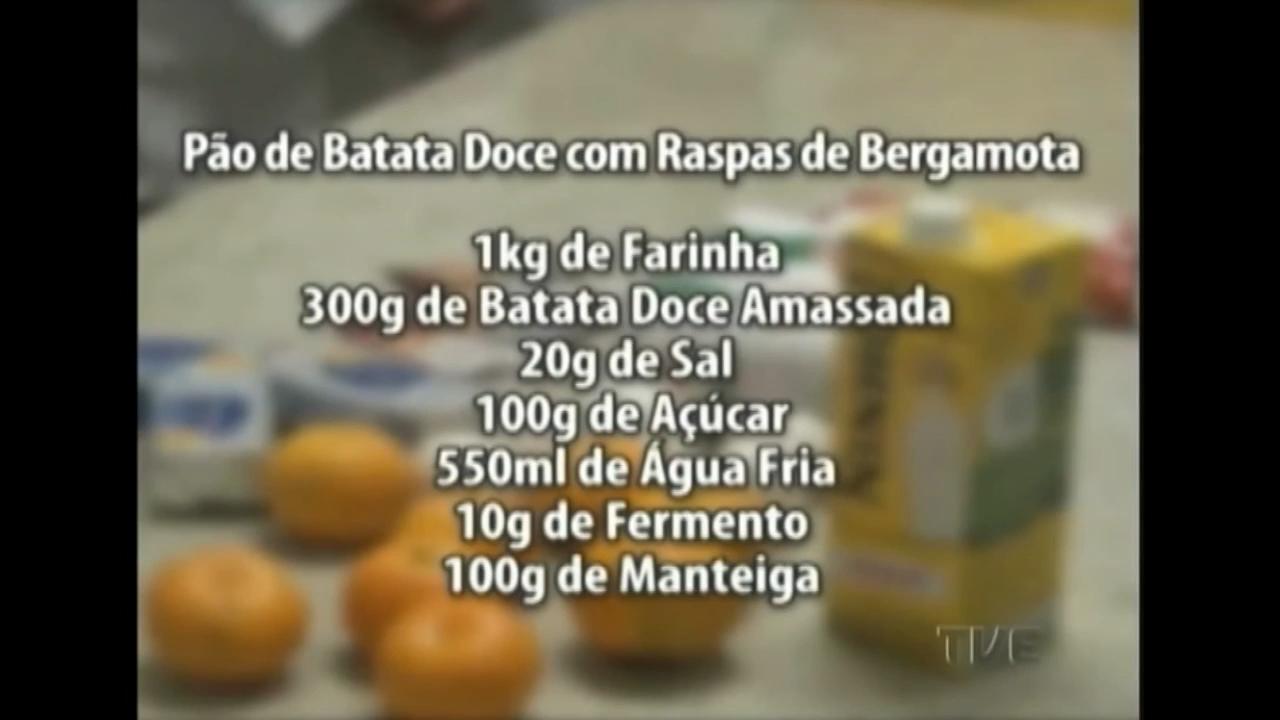 Pão de Batata Doce com Raspas de Bergamota
1kg de Farinha
300g de Batata Doce Amassada
20g de Sal
100g de Açúcar
550ml de Água Fria
10g de Fermento
100g de Manteiga
TVE